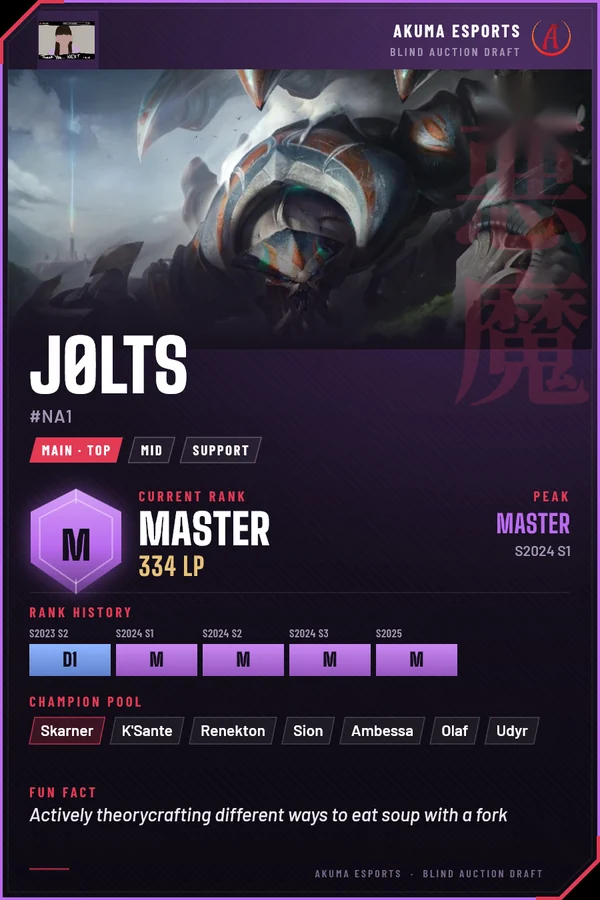 AKUMA ESPORTS
BLIND AUCTION DRAFT
A
悪魔
JØLTS
#NA1
MAIN · TOP
MID
SUPPORT
M
CURRENT RANK
MASTER
334 LP
PEAK
MASTER
S2024 S1
RANK HISTORY
S2023 S2 S2024 S1 S2024 S2 S2024 S3 S2025
D1 M M M M
CHAMPION POOL
Skarner K'Sante Renekton Sion Ambessa Olaf Udyr
FUN FACT
Actively theorycrafting different ways to eat soup with a fork
AKUMA ESPORTS · BLIND AUCTION DRAFT